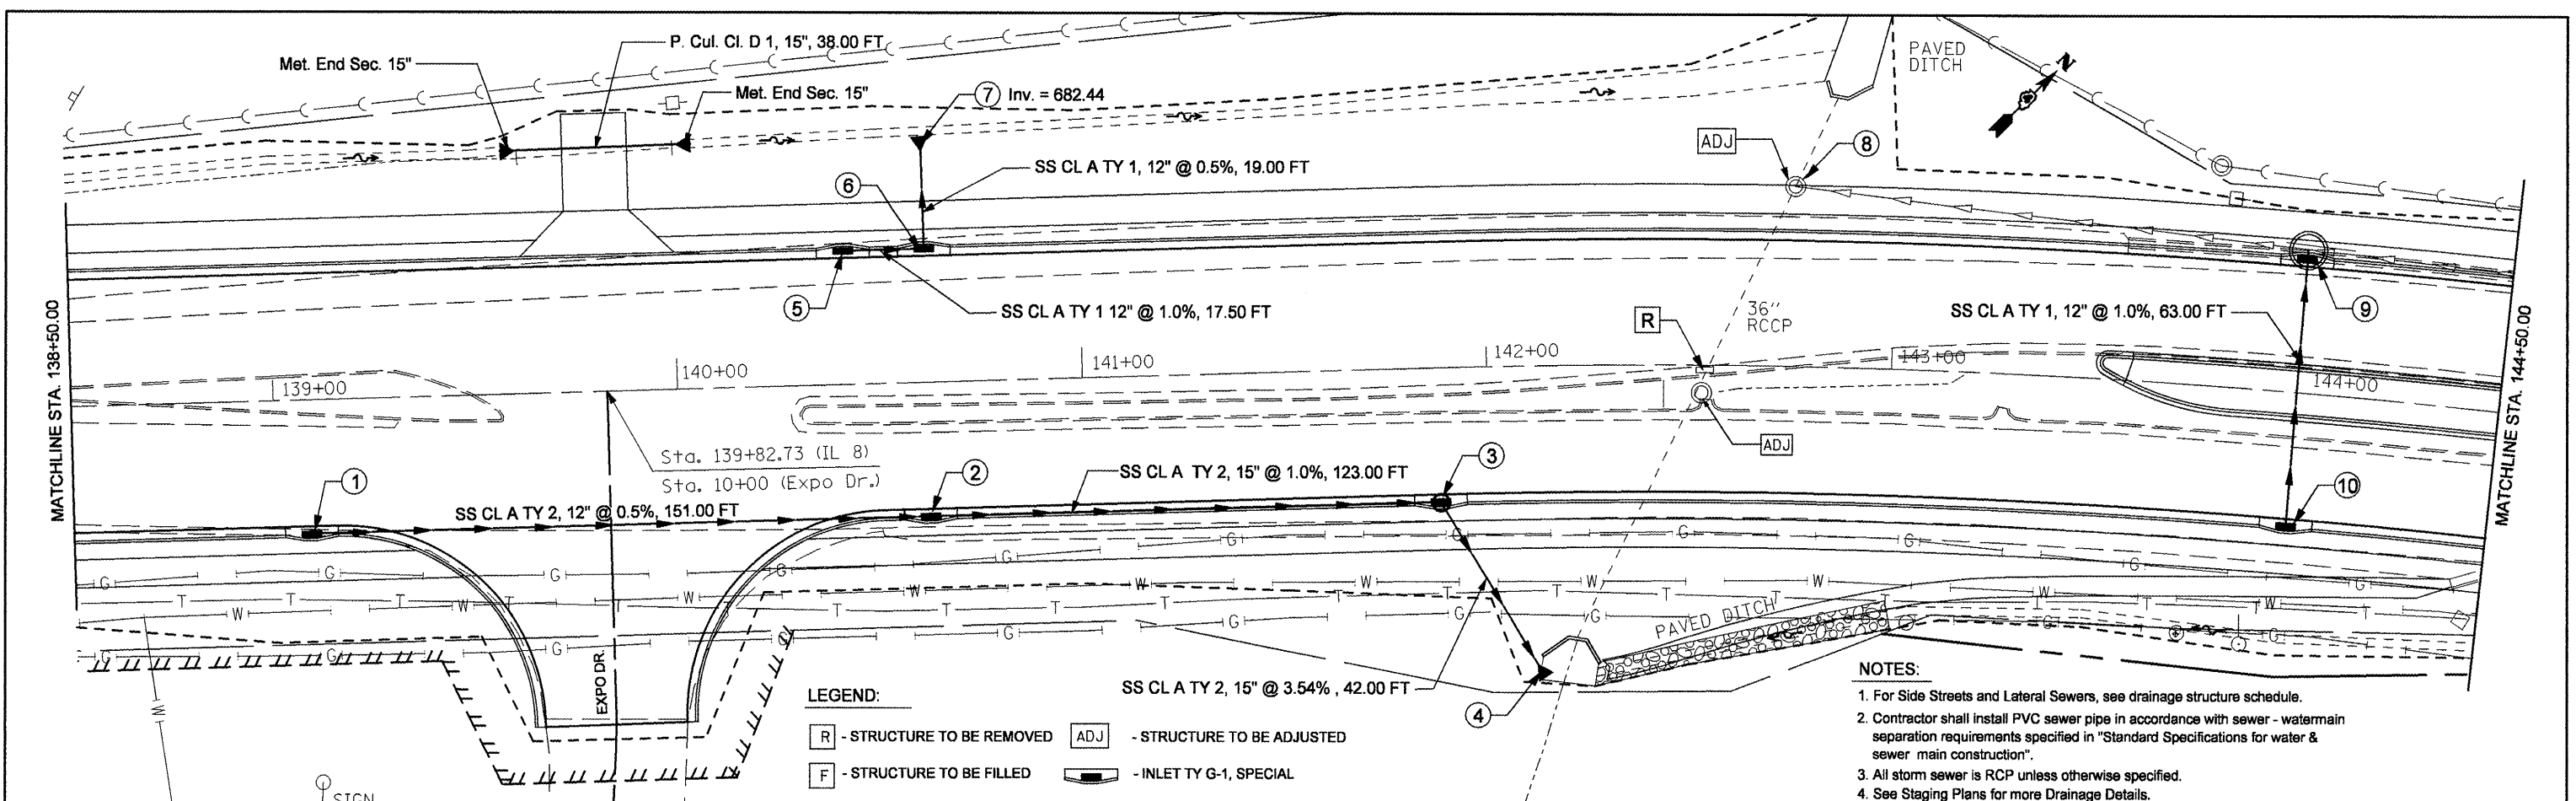 P. Cul. Cl. D 1, 15", 38.00 FT
Met. End Sec. 15"
Met. End Sec. 15"
7 Inv. = 682.44
PAVED
DITCH
N
ADJ
8
SS CL A TY 1, 12" @ 0.5%, 19.00 FT
6
5
SS CL A TY 1 12" @ 1.0%, 17.50 FT
36"
RCCP
R
SS CL A TY 1, 12" @ 1.0%, 63.00 FT
9
MATCHLINE STA. 138+50.00
MATCHLINE STA. 144+50.00
139+00
140+00
141+00
142+00
143+00
144+00
ADJ
Sta. 139+82.73 (IL 8)
Sta. 10+00 (Expo Dr.)
1
2
3
10
SS CL A TY 2, 12" @ 0.5%, 151.00 FT
SS CL A TY 2, 15" @ 1.0%, 123.00 FT
G G G G G G G G G
W W W W W W
T T T T T T
PAVED DITCH
EXPO DR.
SS CL A TY 2, 15" @ 3.54% , 42.00 FT
4
W
SIGN
LEGEND:
R - STRUCTURE TO BE REMOVED ADJ - STRUCTURE TO BE ADJUSTED
F - STRUCTURE TO BE FILLED - INLET TY G-1, SPECIAL
NOTES:
1. For Side Streets and Lateral Sewers, see drainage structure schedule.
2. Contractor shall install PVC sewer pipe in accordance with sewer - watermain
separation requirements specified in "Standard Specifications for water &
sewer main construction".
3. All storm sewer is RCP unless otherwise specified.
4. See Staging Plans for more Drainage Details.